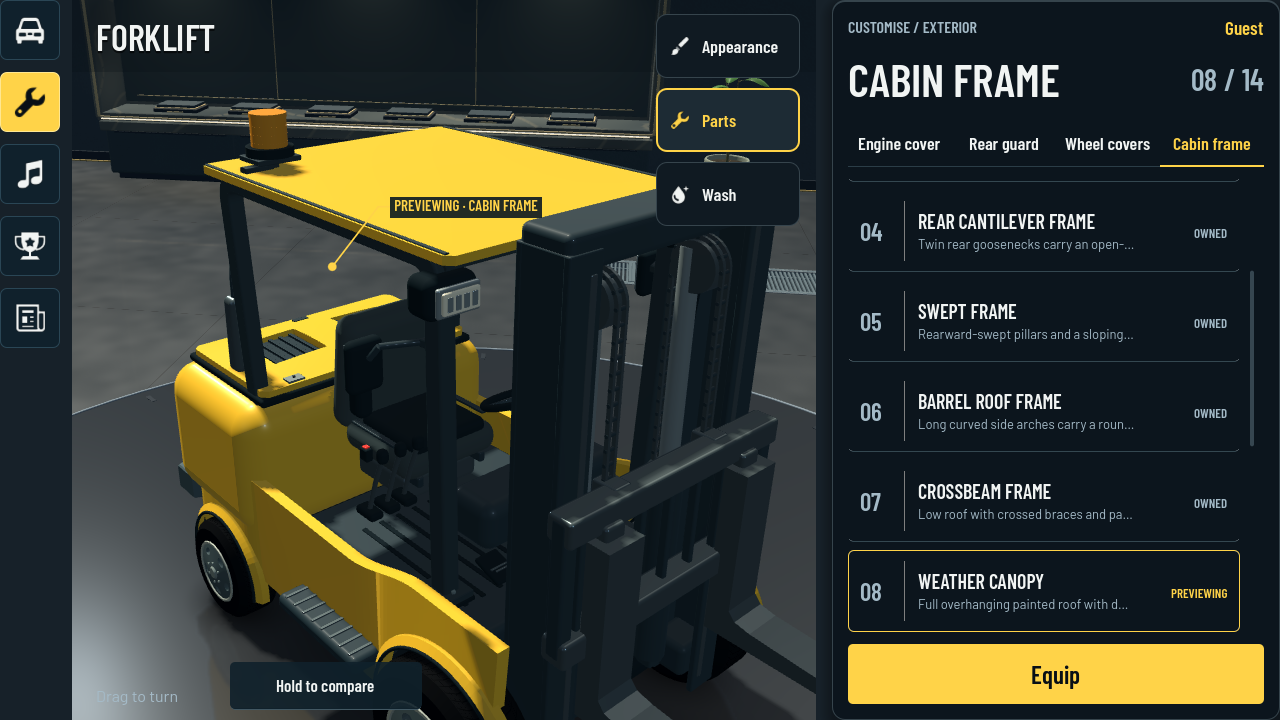 FORKLIFT
Appearance
Parts
Wash
PREVIEWING · CABIN FRAME
Drag to turn
Hold to compare
CUSTOMISE / EXTERIOR
Guest
CABIN FRAME
08 / 14
Engine cover
Rear guard
Wheel covers
Cabin frame
04
REAR CANTILEVER FRAME
Twin rear goosenecks carry an open-...
OWNED
05
SWEPT FRAME
Rearward-swept pillars and a sloping...
OWNED
06
BARREL ROOF FRAME
Long curved side arches carry a roun...
OWNED
07
CROSSBEAM FRAME
Low roof with crossed braces and pa...
OWNED
08
WEATHER CANOPY
Full overhanging painted roof with d...
PREVIEWING
Equip